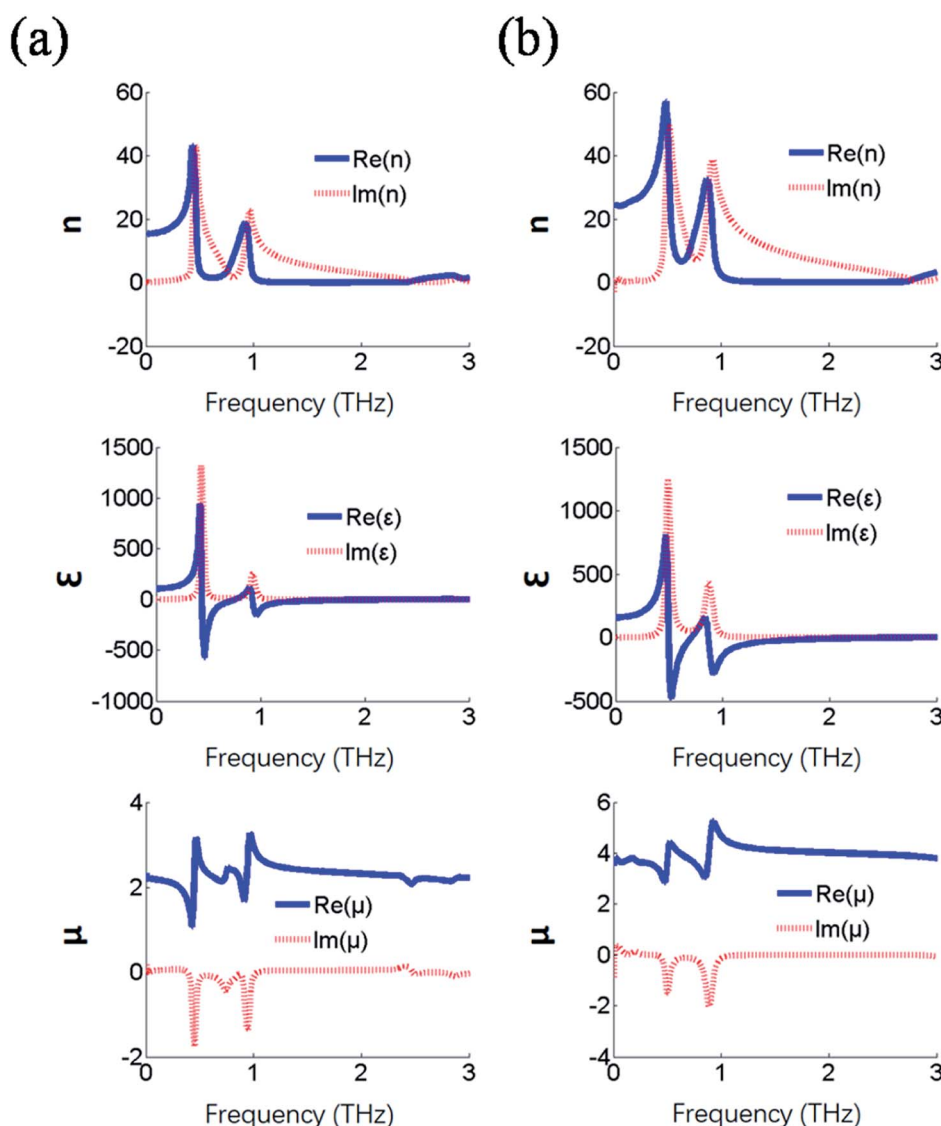 (a)
60
40
20
0
-20
n
Re(n)
Im(n)
0 1 2 3
Frequency (THz)
1500
1000
500
0
-500
-1000
ε
Re(ε)
Im(ε)
0 1 2 3
Frequency (THz)
4
2
0
-2
μ
Re(μ)
Im(μ)
0 1 2 3
Frequency (THz)
(b)
60
40
20
0
-20
n
Re(n)
Im(n)
0 1 2 3
Frequency (THz)
1500
1000
500
0
-500
ε
Re(ε)
Im(ε)
0 1 2 3
Frequency (THz)
6
4
2
0
-2
-4
μ
Re(μ)
Im(μ)
0 1 2 3
Frequency (THz)